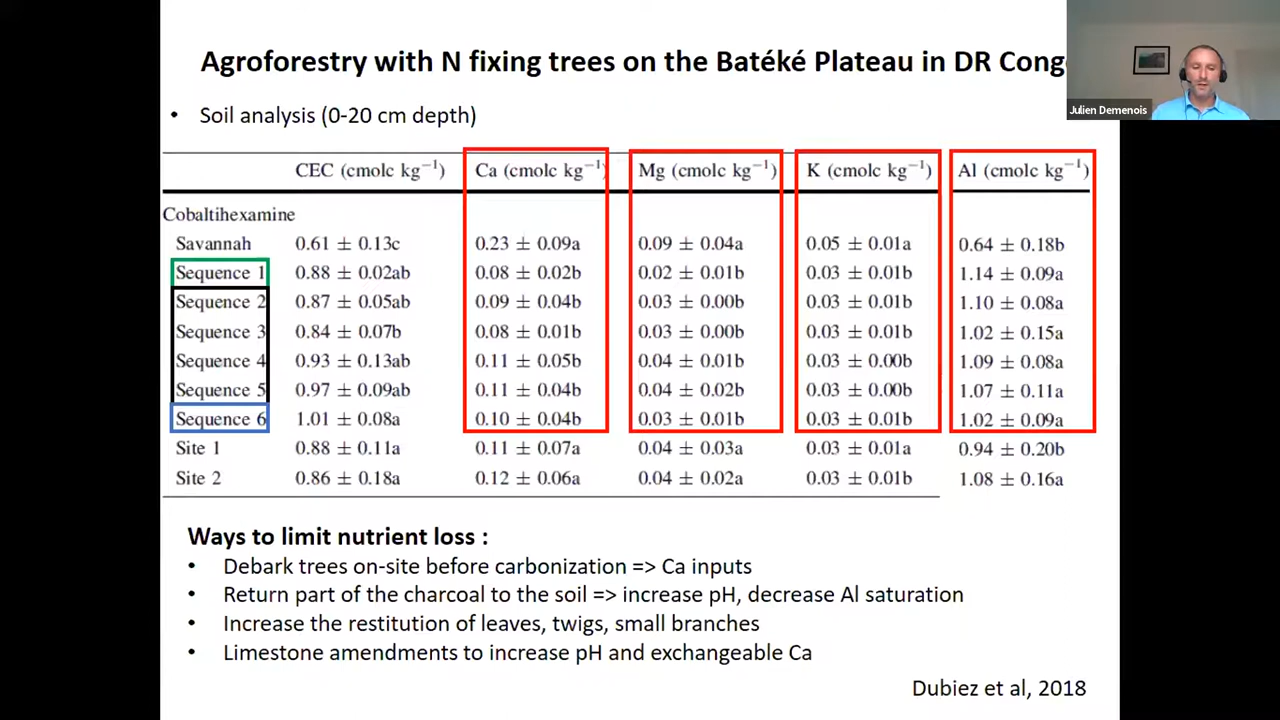 Agroforestry with N fixing trees on the Batéké Plateau in DR Cong
Julien Demenois
• Soil analysis (0-20 cm depth)
CEC (cmolc kg⁻¹) Ca (cmolc kg⁻¹) Mg (cmolc kg⁻¹) K (cmolc kg⁻¹) Al (cmolc kg⁻¹)
Cobaltihexamine
Savannah 0.61 ± 0.13c 0.23 ± 0.09a 0.09 ± 0.04a 0.05 ± 0.01a 0.64 ± 0.18b
Sequence 1 0.88 ± 0.02ab 0.08 ± 0.02b 0.02 ± 0.01b 0.03 ± 0.01b 1.14 ± 0.09a
Sequence 2 0.87 ± 0.05ab 0.09 ± 0.04b 0.03 ± 0.00b 0.03 ± 0.01b 1.10 ± 0.08a
Sequence 3 0.84 ± 0.07b 0.08 ± 0.01b 0.03 ± 0.00b 0.03 ± 0.01b 1.02 ± 0.15a
Sequence 4 0.93 ± 0.13ab 0.11 ± 0.05b 0.04 ± 0.01b 0.03 ± 0.00b 1.09 ± 0.08a
Sequence 5 0.97 ± 0.09ab 0.11 ± 0.04b 0.04 ± 0.02b 0.03 ± 0.00b 1.07 ± 0.11a
Sequence 6 1.01 ± 0.08a 0.10 ± 0.04b 0.03 ± 0.01b 0.03 ± 0.01b 1.02 ± 0.09a
Site 1 0.88 ± 0.11a 0.11 ± 0.07a 0.04 ± 0.03a 0.03 ± 0.01a 0.94 ± 0.20b
Site 2 0.86 ± 0.18a 0.12 ± 0.06a 0.04 ± 0.02a 0.03 ± 0.01b 1.08 ± 0.16a
Ways to limit nutrient loss :
• Debark trees on-site before carbonization => Ca inputs
• Return part of the charcoal to the soil => increase pH, decrease Al saturation
• Increase the restitution of leaves, twigs, small branches
• Limestone amendments to increase pH and exchangeable Ca
Dubiez et al, 2018